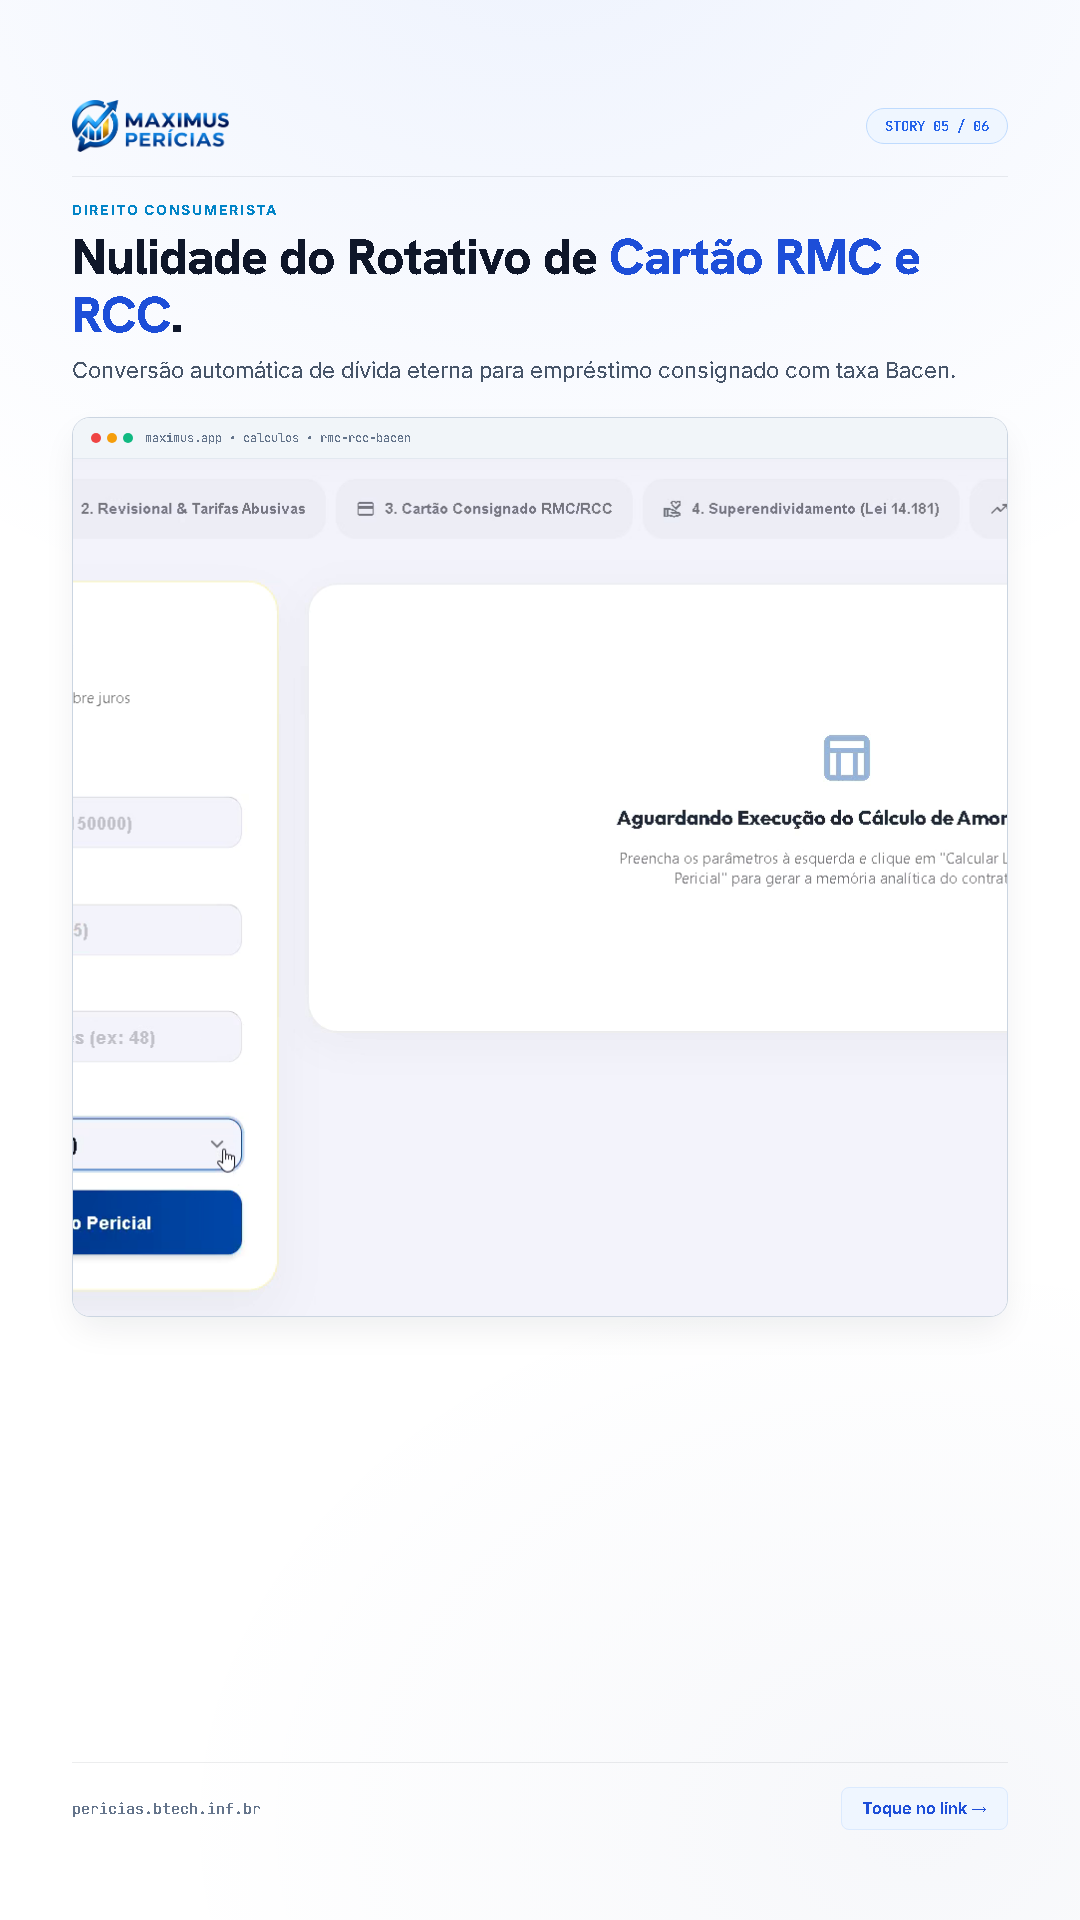 MAXIMUS
PERÍCIAS
STORY 05 / 06
DIREITO CONSUMERISTA
Nulidade do Rotativo de Cartão RMC e
RCC.
Conversão automática de dívida eterna para empréstimo consignado com taxa Bacen.
maximus.app • calculos • rmc-rcc-bacen
2. Revisional & Tarifas Abusivas
3. Cartão Consignado RMC/RCC
4. Superendividamento (Lei 14.181)
bre juros
150000)
5)
s (ex: 48)
)
o Pericial
Aguardando Execução do Cálculo de Amor
Preencha os parâmetros à esquerda e clique em "Calcular L
Pericial" para gerar a memória analítica do contrat
pericias.btech.inf.br
Toque no link →